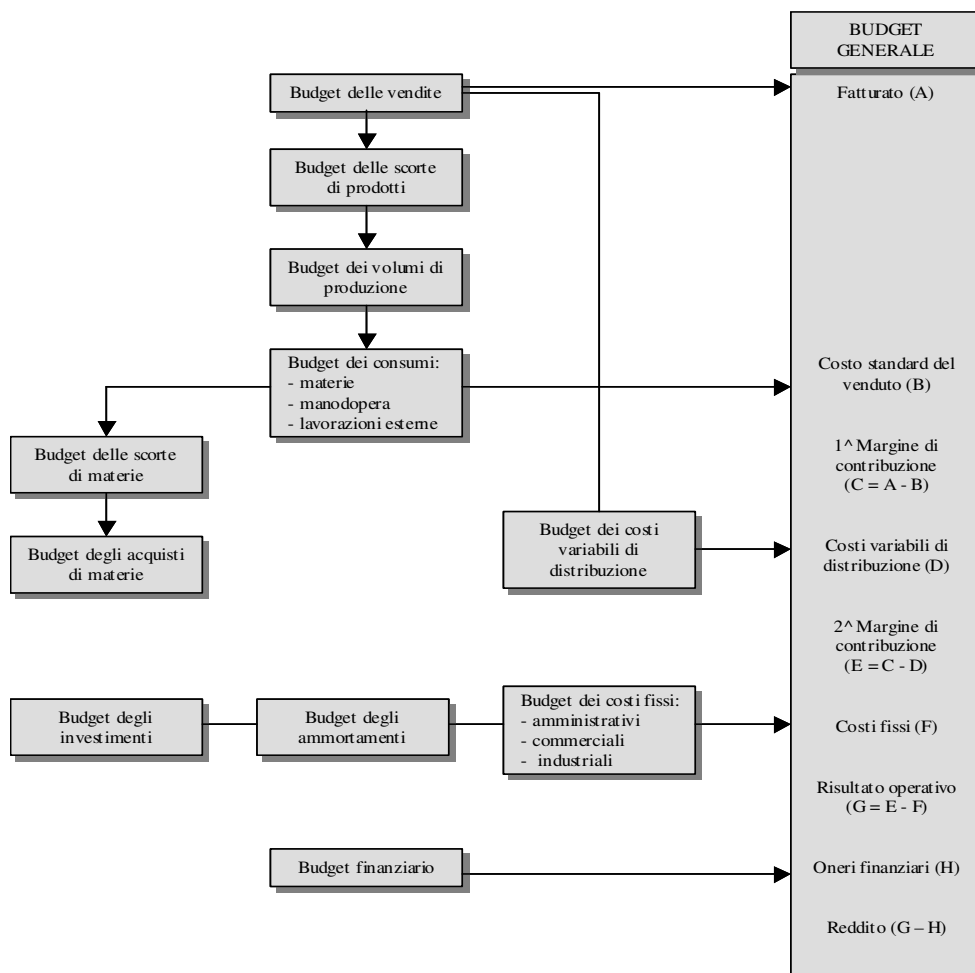 BUDGET
GENERALE
Budget delle vendite
Fatturato (A)
Budget delle scorte
di prodotti
Budget dei volumi di
produzione
Budget dei consumi:
- materie
- manodopera
- lavorazioni esterne
Costo standard del
venduto (B)
Budget delle scorte
di materie
1^ Margine di
contribuzione
(C = A - B)
Budget degli acquisti
di materie
Budget dei costi
variabili di
distribuzione
Costi variabili di
distribuzione (D)
2^ Margine di
contribuzione
(E = C - D)
Budget degli
investimenti
Budget degli
ammortamenti
Budget dei costi fissi:
- amministrativi
- commerciali
- industriali
Costi fissi (F)
Risultato operativo
(G = E - F)
Budget finanziario
Oneri finanziari (H)
Reddito (G – H)